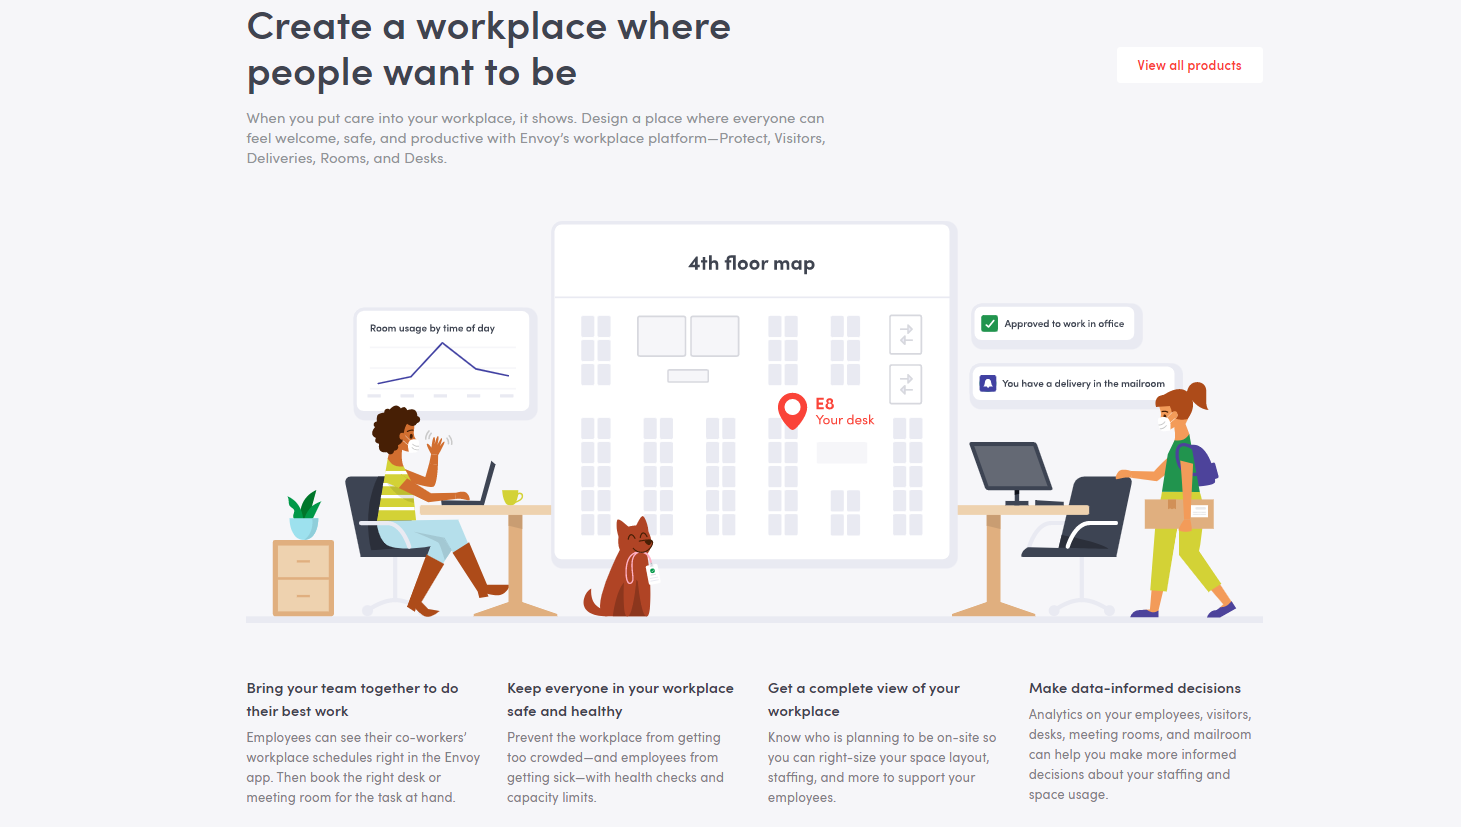 Create a workplace where
people want to be
View all products
When you put care into your workplace, it shows. Design a place where everyone can
feel welcome, safe, and productive with Envoy's workplace platform—Protect, Visitors,
Deliveries, Rooms, and Desks.
4th floor map
Room usage by time of day
Approved to work in office
You have a delivery in the mailroom
E8
Your desk
Bring your team together to do
their best work
Employees can see their co-workers'
workplace schedules right in the Envoy
app. Then book the right desk or
meeting room for the task at hand.
Keep everyone in your workplace
safe and healthy
Prevent the workplace from getting
too crowded—and employees from
getting sick—with health checks and
capacity limits.
Get a complete view of your
workplace
Know who is planning to be on-site so
you can right-size your space layout,
staffing, and more to support your
employees.
Make data-informed decisions
Analytics on your employees, visitors,
desks, meeting rooms, and mailroom
can help you make more informed
decisions about your staffing and
space usage.